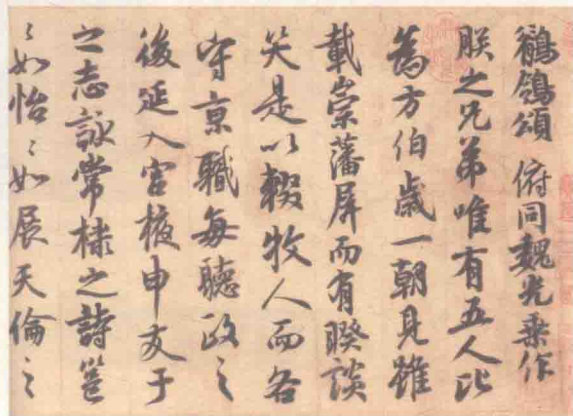 鶺鴒頌 俯同魏光乘作
朕之兄弟唯有五人比
為方伯歲一朝見雖
載崇藩屏而有睽談
笑是以輟牧人而各
守京職每聽政之
後延入宮掖申友于
之志詠常棣之詩邕
〻如怡〻如展天倫之